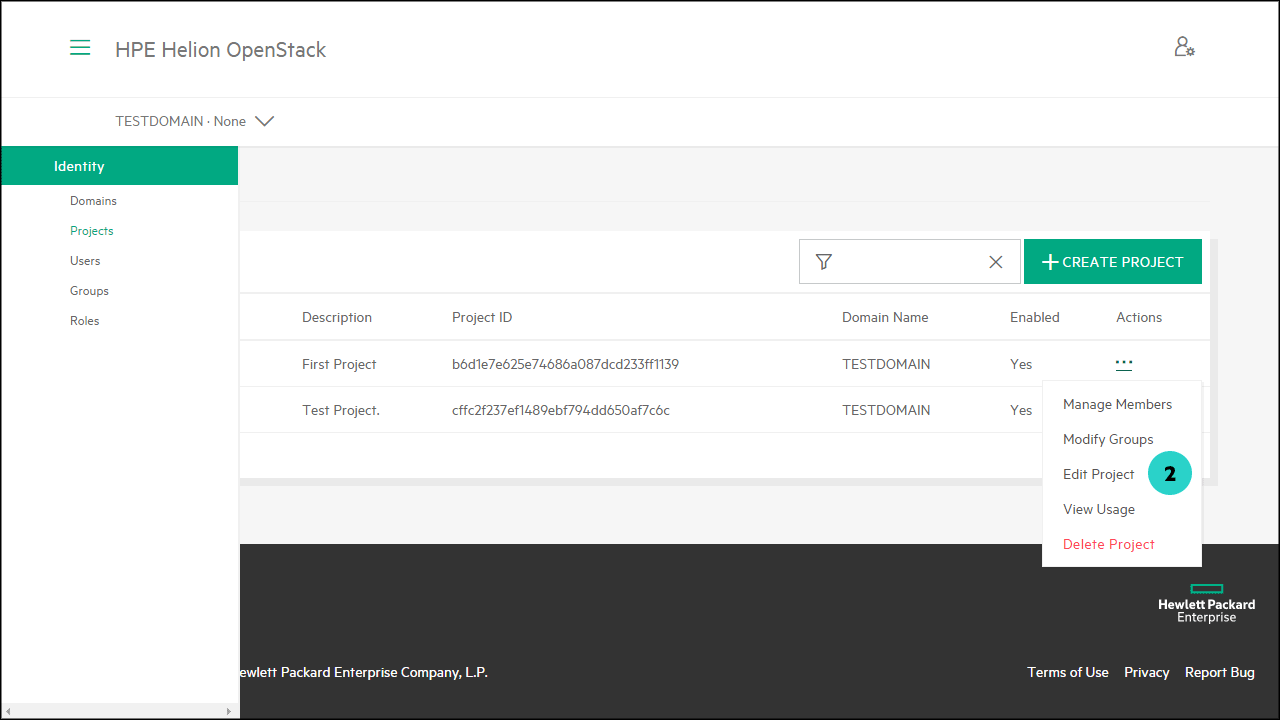 HPE Helion OpenStack
TESTDOMAIN · None
Identity
Domains
Projects
Users
Groups
Roles
CREATE PROJECT
Description Project ID Domain Name Enabled Actions
First Project b6d1e7e625e74686a087dcd233ff1139 TESTDOMAIN Yes
Test Project. cffc2f237ef1489ebf794dd650af7c6c TESTDOMAIN Yes
Manage Members
Modify Groups
Edit Project 2
View Usage
Delete Project
Hewlett Packard
Enterprise
ewlett Packard Enterprise Company, L.P.
Terms of Use Privacy Report Bug